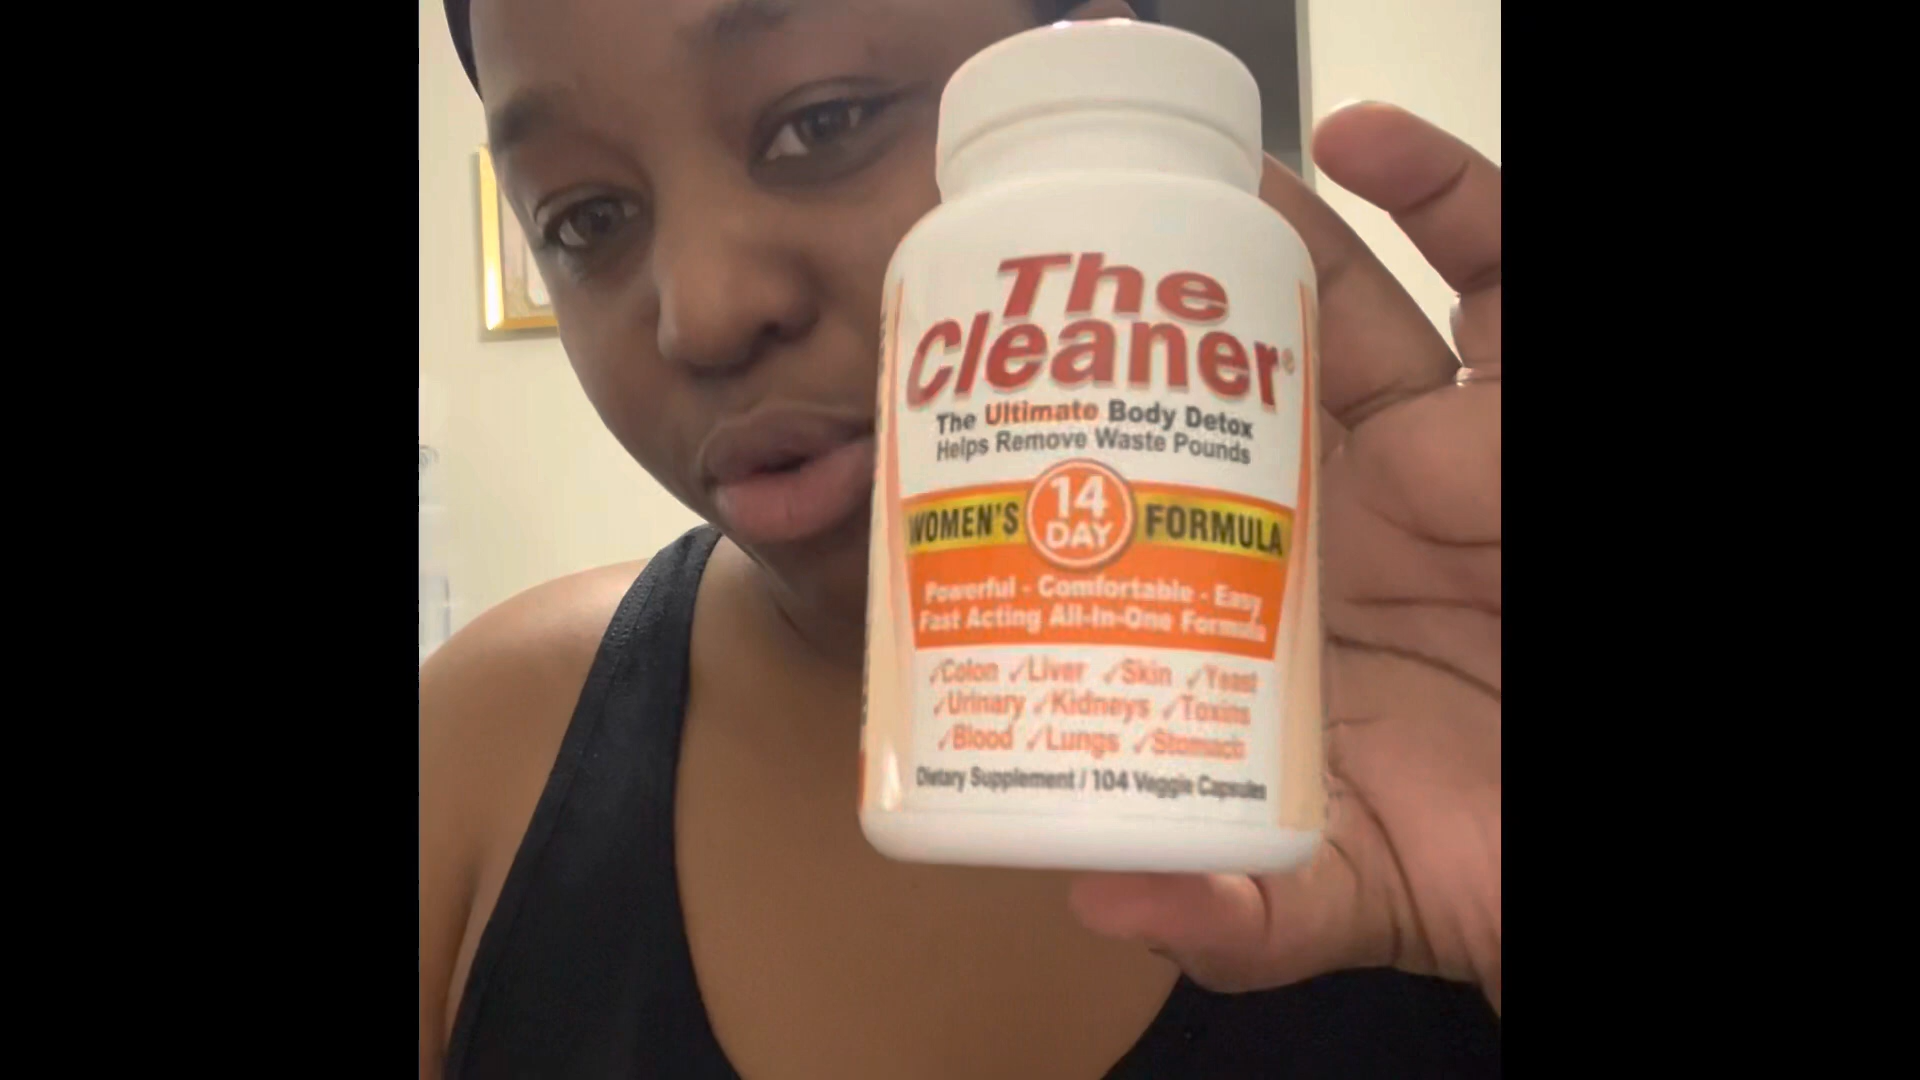 The
Cleaner®
The Ultimate Body Detox
Helps Remove Waste Pounds
WOMEN'S 14 DAY FORMULA
Powerful - Comfortable - Easy
Fast Acting All-In-One Formula
✓Colon ✓Liver ✓Skin ✓Yeast
✓Urinary ✓Kidneys ✓Toxins
✓Blood ✓Lungs ✓Stomach
Dietary Supplement / 104 Veggie Capsules